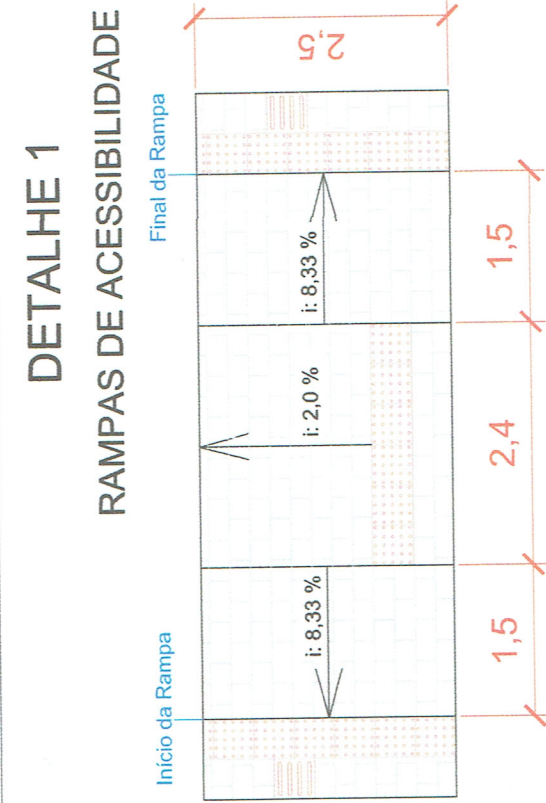 DETALHE 1
RAMPAS DE ACESSIBILIDADE
Início da Rampa
Final da Rampa
i: 8,33 %
i: 2,0 %
i: 8,33 %
2,5
1,5
2,4
1,5